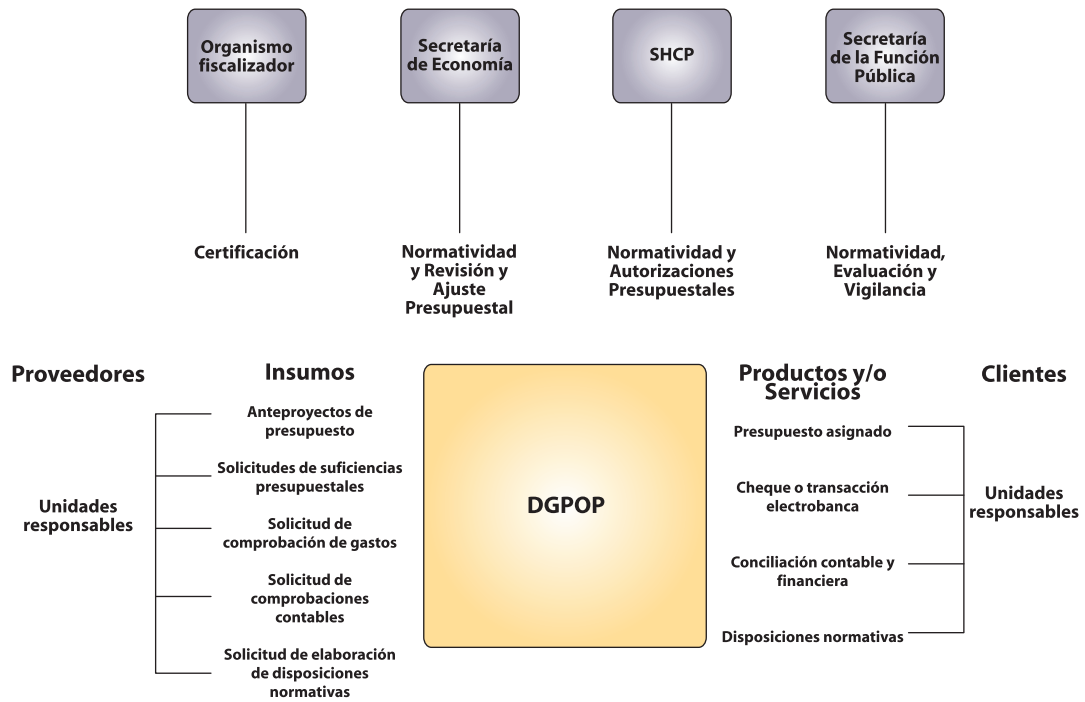 Organismo
fiscalizador
Secretaría
de Economía
SHCP
Secretaría
de la Función
Pública
Certificación
Normatividad
y Revisión y
Ajuste
Presupuestal
Normatividad y
Autorizaciones
Presupuestales
Normatividad,
Evaluación y
Vigilancia
Proveedores
Unidades
responsables
Insumos
Anteproyectos de
presupuesto
Solicitudes de suficiencias
presupuestales
Solicitud de
comprobación de gastos
Solicitud de
comprobaciones
contables
Solicitud de elaboración
de disposiciones
normativas
DGPOP
Productos y/o
Servicios
Presupuesto asignado
Cheque o transacción
electrobanca
Conciliación contable y
financiera
Disposiciones normativas
Clientes
Unidades
responsables